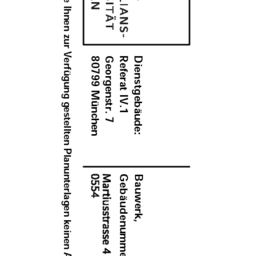 LIANS-
ITÄT
N
Dienstgebäude:
Referat IV.1
Georgenstr. 7
80799 München
Bauwerk,
Gebäudenumme
Martiusstrasse 4
0554
e Ihnen zur Verfügung gestellten Planunterlagen keinen A